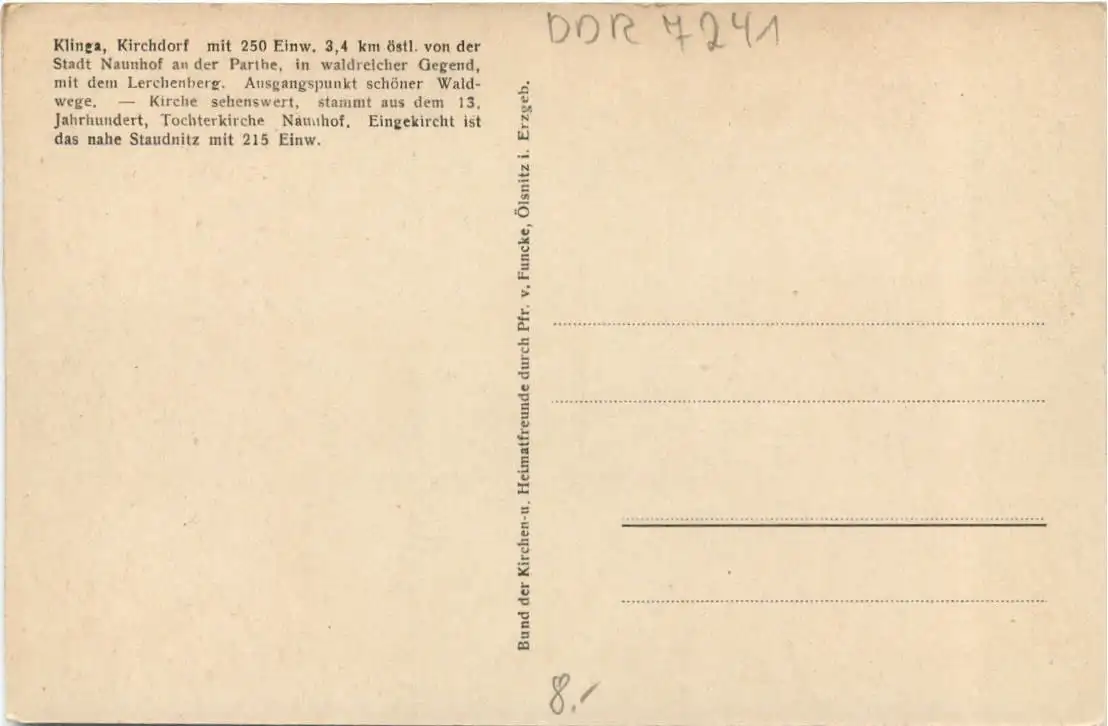 DDR 7241
Klinga, Kirchdorf mit 250 Einw. 3,4 km östl. von der
Stadt Naunhof an der Parthe, in waldreicher Gegend,
mit dem Lerchenberg. Ausgangspunkt schöner Wald-
wege. — Kirche sehenswert, stammt aus dem 13.
Jahrhundert, Tochterkirche Naunhof. Eingekircht ist
das nahe Staudnitz mit 215 Einw.
Bund der Kirchen-u. Heimatfreunde durch Pfr. v. Funcke, Ölsnitz i. Erzgeb.
8.-